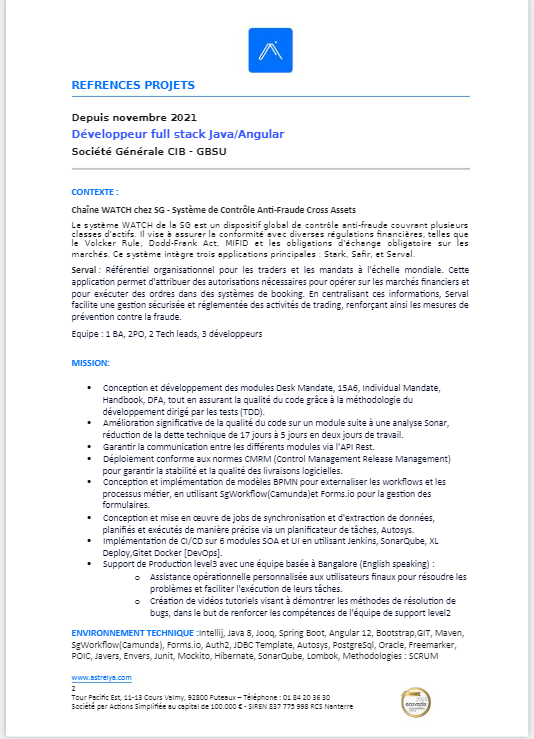 REFRENCES PROJETS
Depuis novembre 2021
Développeur full stack Java/Angular
Société Générale CIB - GBSU
CONTEXTE :
Chaîne WATCH chez SG - Système de Contrôle Anti-Fraude Cross Assets
Le système WATCH de la SG est un dispositif global de contrôle anti-fraude couvrant plusieurs
classes d'actifs. Il vise à assurer la conformité avec diverses régulations financières, telles que
le Volcker Rule, Dodd-Frank Act, MIFID et les obligations d'échange obligatoire sur les
marchés. Ce système intègre trois applications principales : Stark, Safir, et Serval.
Serval : Référentiel organisationnel pour les traders et les mandats à l'échelle mondiale. Cette
application permet d'attribuer des autorisations nécessaires pour opérer sur les marchés financiers et
pour exécuter des ordres dans des systèmes de booking. En centralisant ces informations, Serval
facilite une gestion sécurisée et réglementée des activités de trading, renforçant ainsi les mesures de
prévention contre la fraude.
Equipe : 1 BA, 2PO, 2 Tech leads, 3 développeurs
MISSION:
• Conception et développement des modules Desk Mandate, 15A6, Individual Mandate,
Handbook, DFA, tout en assurant la qualité du code grâce à la méthodologie du
développement dirigé par les tests (TDD).
• Amélioration significative de la qualité du code sur un module suite à une analyse Sonar,
réduction de la dette technique de 17 jours à 5 jours en deux jours de travail.
• Garantir la communication entre les différents modules via l'API Rest.
• Déploiement conforme aux normes CMRM (Control Management Release Management)
pour garantir la stabilité et la qualité des livraisons logicielles.
• Conception et implémentation de modèles BPMN pour externaliser les workflows et les
processus métier, en utilisant SgWorkflow(Camunda)et Forms.io pour la gestion des
formulaires.
• Conception et mise en œuvre de jobs de synchronisation et d'extraction de données,
planifiés et exécutés de manière précise via un planificateur de tâches, Autosys.
• Implémentation de CI/CD sur 6 modules SOA et UI en utilisant Jenkins, SonarQube, XL
Deploy,Gitet Docker [DevOps].
• Support de Production level3 avec une équipe basée à Bangalore (English speaking) :
o Assistance opérationnelle personnalisée aux utilisateurs finaux pour résoudre les
problèmes et faciliter l'exécution de leurs tâches.
o Création de vidéos tutoriels visant à démontrer les méthodes de résolution de
bugs, dans le but de renforcer les compétences de l'équipe de support level2
ENVIRONNEMENT TECHNIQUE :Intellij, Java 8, Jooq, Spring Boot, Angular 12, Bootstrap,GIT, Maven,
SgWorkflow(Camunda), Forms.io, Auth2, JDBC Template, Autosys, PostgreSql, Oracle, Freemarker,
POIC, Javers, Envers, Junit, Mockito, Hibernate, SonarQube, Lombok, Methodologies : SCRUM
www.astreiya.com
2
Tour Pacific Est, 11-13 Cours Valmy, 92800 Puteaux – Téléphone : 01 84 20 36 30
Société par Actions Simplifiée au capital de 100.000 € - SIREN 837 775 998 RCS Nanterre
ecovadis